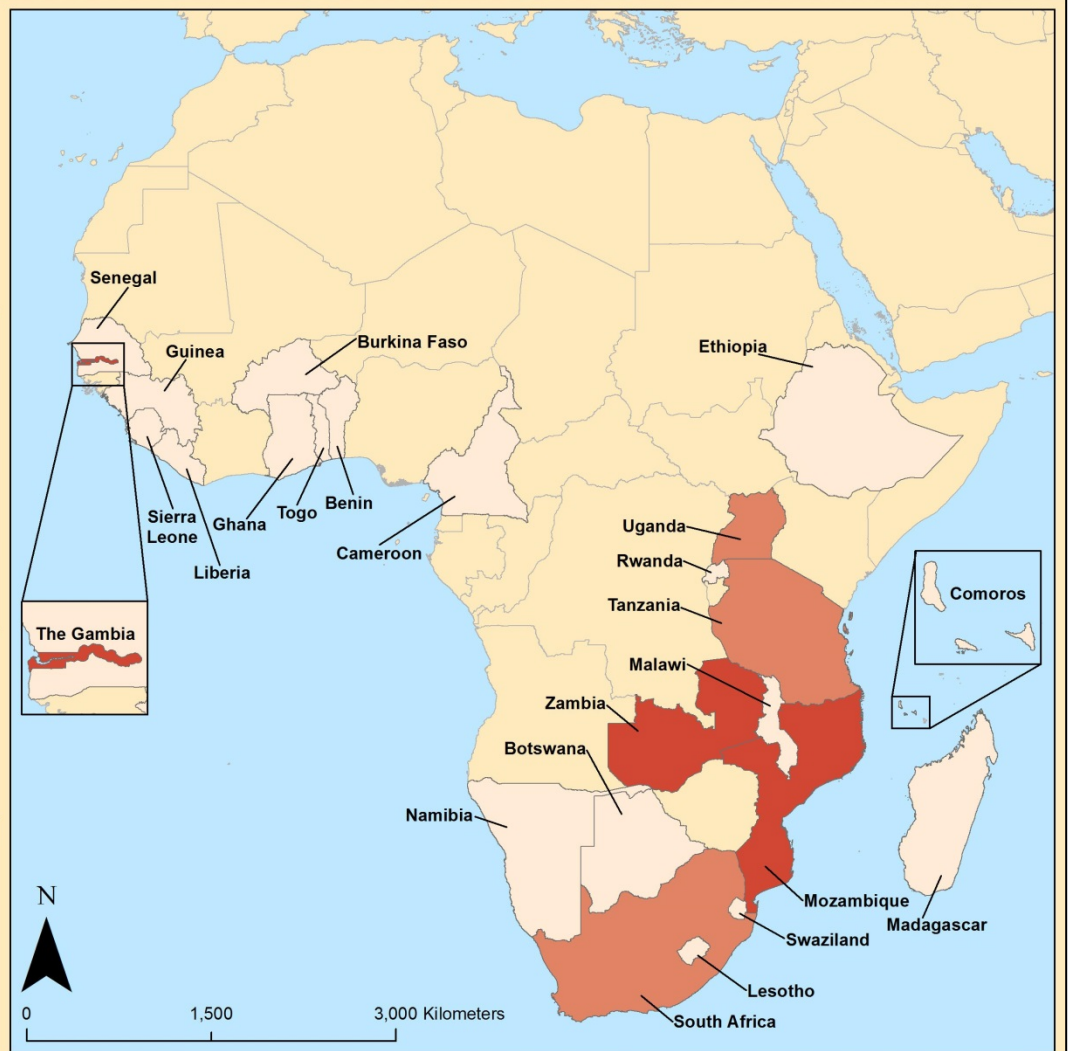 Senegal
Guinea
Burkina Faso
Ethiopia
Sierra
Leone
Liberia
Ghana
Togo
Benin
Cameroon
Uganda
Rwanda
Tanzania
Malawi
Zambia
Botswana
Namibia
The Gambia
Comoros
Mozambique
Madagascar
Swaziland
Lesotho
South Africa
N
0 1,500 3,000 Kilometers